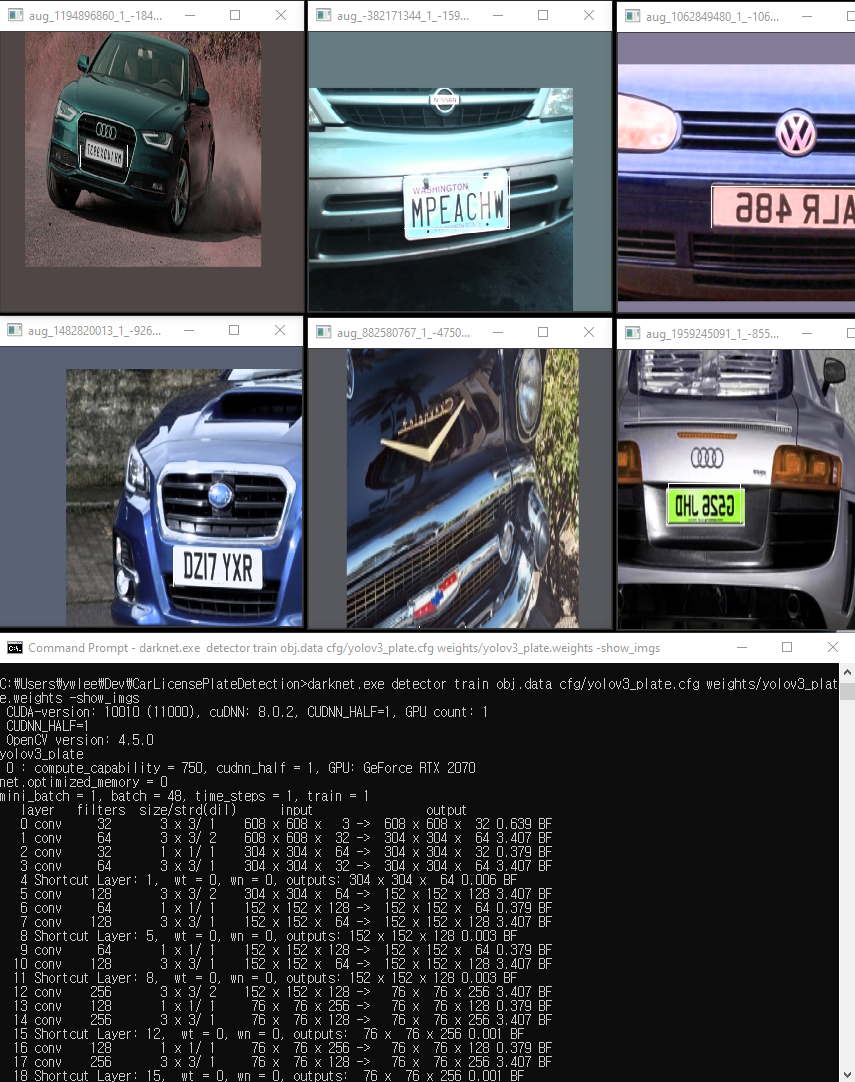 aug_1194896860_1_-184...
aug_-382171344_1_-159...
aug_1062849480_1_-106...
NISSAN
WASHINGTON
MPEACHW
ALR 486
aug_1482820013_1_-926...
aug_882580767_1_-4750...
aug_1959245091_1_-855...
DZ17 YXR
Chevrolet
G526 JHD
Command Prompt - darknet.exe  detector train obj.data cfg/yolov3_plate.cfg weights/yolov3_plate.weights -show_imgs
C:₩Users₩ywlee₩Dev₩CarLicensePlateDetection>darknet.exe detector train obj.data cfg/yolov3_plate.cfg weights/yolov3_plat
e.weights -show_imgs
 CUDA-version: 10010 (11000), cuDNN: 8.0.2, CUDNN_HALF=1, GPU count: 1
 CUDNN_HALF=1
 OpenCV version: 4.5.0
yolov3_plate
 0 : compute_capability = 750, cudnn_half = 1, GPU: GeForce RTX 2070
net.optimized_memory = 0
mini_batch = 1, batch = 48, time_steps = 1, train = 1
   layer   filters  size/strd(dil)      input                output
   0 conv     32       3 x 3/ 1    608 x 608 x   3 ->  608 x 608 x  32 0.639 BF
   1 conv     64       3 x 3/ 2    608 x 608 x  32 ->  304 x 304 x  64 3.407 BF
   2 conv     32       1 x 1/ 1    304 x 304 x  64 ->  304 x 304 x  32 0.379 BF
   3 conv     64       3 x 3/ 1    304 x 304 x  32 ->  304 x 304 x  64 3.407 BF
   4 Shortcut Layer: 1,  wt = 0, wn = 0, outputs: 304 x 304 x  64 0.006 BF
   5 conv    128       3 x 3/ 2    304 x 304 x  64 ->  152 x 152 x 128 3.407 BF
   6 conv     64       1 x 1/ 1    152 x 152 x 128 ->  152 x 152 x  64 0.379 BF
   7 conv    128       3 x 3/ 1    152 x 152 x  64 ->  152 x 152 x 128 3.407 BF
   8 Shortcut Layer: 5,  wt = 0, wn = 0, outputs: 152 x 152 x 128 0.003 BF
   9 conv     64       1 x 1/ 1    152 x 152 x 128 ->  152 x 152 x  64 0.379 BF
  10 conv    128       3 x 3/ 1    152 x 152 x  64 ->  152 x 152 x 128 3.407 BF
  11 Shortcut Layer: 8,  wt = 0, wn = 0, outputs: 152 x 152 x 128 0.003 BF
  12 conv    256       3 x 3/ 2    152 x 152 x 128 ->   76 x  76 x 256 3.407 BF
  13 conv    128       1 x 1/ 1     76 x  76 x 256 ->   76 x  76 x 128 0.379 BF
  14 conv    256       3 x 3/ 1     76 x  76 x 128 ->   76 x  76 x 256 3.407 BF
  15 Shortcut Layer: 12,  wt = 0, wn = 0, outputs:  76 x  76 x 256 0.001 BF
  16 conv    128       1 x 1/ 1     76 x  76 x 256 ->   76 x  76 x 128 0.379 BF
  17 conv    256       3 x 3/ 1     76 x  76 x 128 ->   76 x  76 x 256 3.407 BF
  18 Shortcut Layer: 15,  wt = 0, wn = 0, outputs:  76 x  76 x 256 0.001 BF